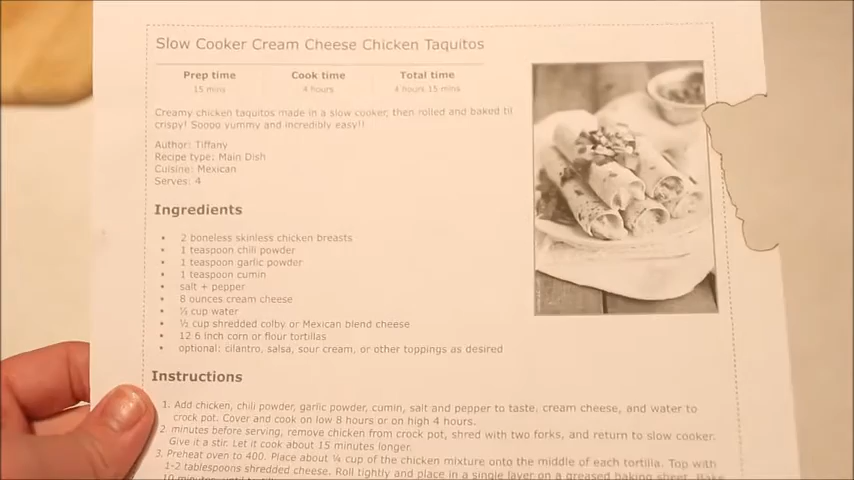 Slow Cooker Cream Cheese Chicken Taquitos
Prep time Cook time Total time
15 mins 4 hours 4 hours 15 mins
Creamy chicken taquitos made in a slow cooker, then rolled and baked til
crispy! Soooo yummy and incredibly easy!!
Author: Tiffany
Recipe type: Main Dish
Cuisine: Mexican
Serves: 4
Ingredients
• 2 boneless skinless chicken breasts
• 1 teaspoon chili powder
• 1 teaspoon garlic powder
• 1 teaspoon cumin
• salt + pepper
• 8 ounces cream cheese
• ⅓ cup water
• ½ cup shredded colby or Mexican blend cheese
• 12 6 inch corn or flour tortillas
• optional: cilantro, salsa, sour cream, or other toppings as desired
Instructions
1. Add chicken, chili powder, garlic powder, cumin, salt and pepper to taste, cream cheese, and water to
crock pot. Cover and cook on low 8 hours or on high 4 hours.
2. minutes before serving, remove chicken from crock pot, shred with two forks, and return to slow cooker.
Give it a stir. Let it cook about 15 minutes longer.
3. Preheat oven to 400. Place about ¼ cup of the chicken mixture onto the middle of each tortilla. Top with
1-2 tablespoons shredded cheese. Roll tightly and place in a single layer on a greased baking sheet. Bake
10 minutes